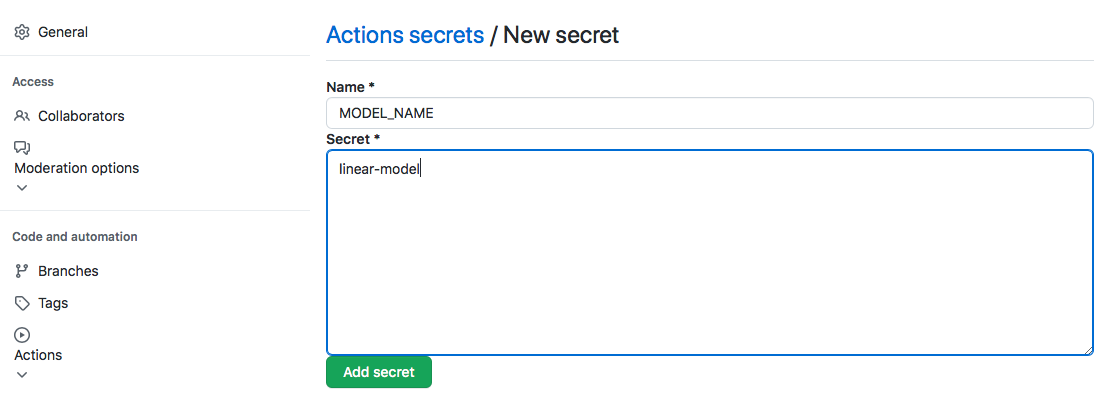 General
Access
Collaborators
Moderation options
Code and automation
Branches
Tags
Actions
Actions secrets / New secret
Name *
MODEL_NAME
Secret *
linear-model
Add secret